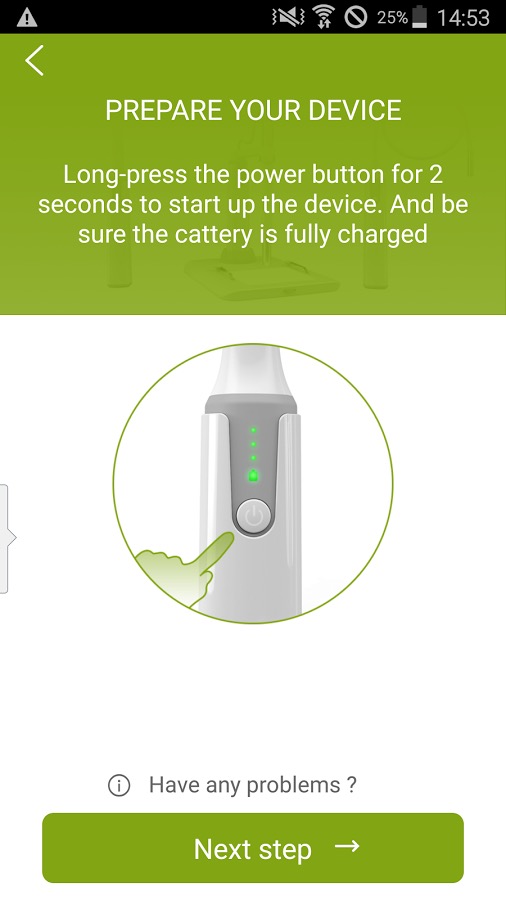 25% 14:53
PREPARE YOUR DEVICE
Long-press the power button for 2
seconds to start up the device. And be
sure the cattery is fully charged
Have any problems ?
Next step →